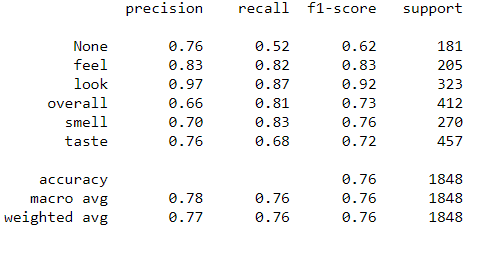 precision recall f1-score support
None 0.76 0.52 0.62 181
feel 0.83 0.82 0.83 205
look 0.97 0.87 0.92 323
overall 0.66 0.81 0.73 412
smell 0.70 0.83 0.76 270
taste 0.76 0.68 0.72 457
accuracy 0.76 1848
macro avg 0.78 0.76 0.76 1848
weighted avg 0.77 0.76 0.76 1848